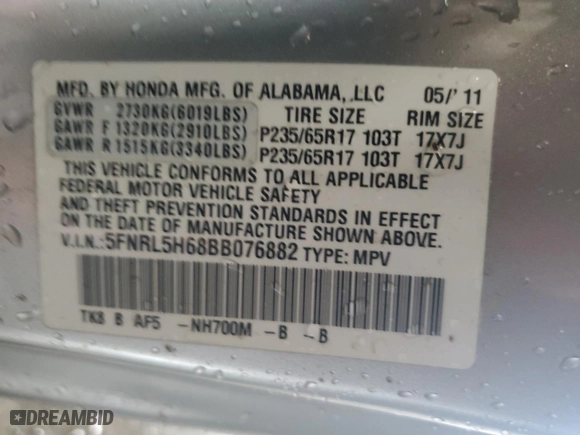 MFD. BY HONDA MFG. OF ALABAMA, LLC 05/'11
GVWR 2730KG(6019LBS) TIRE SIZE RIM SIZE
GAWR F 1320KG(2910LBS) P235/65R17 103T 17X7J
GAWR R 1515KG(3340LBS) P235/65R17 103T 17X7J
THIS VEHICLE CONFORMS TO ALL APPLICABLE
FEDERAL MOTOR VEHICLE SAFETY
AND THEFT PREVENTION STANDARDS IN EFFECT
ON THE DATE OF MANUFACTURE SHOWN ABOVE.
V.I.N.:5FNRL5H68BB076882 TYPE: MPV
TK8 B AF5 -NH700M -B -B
DREAMBID